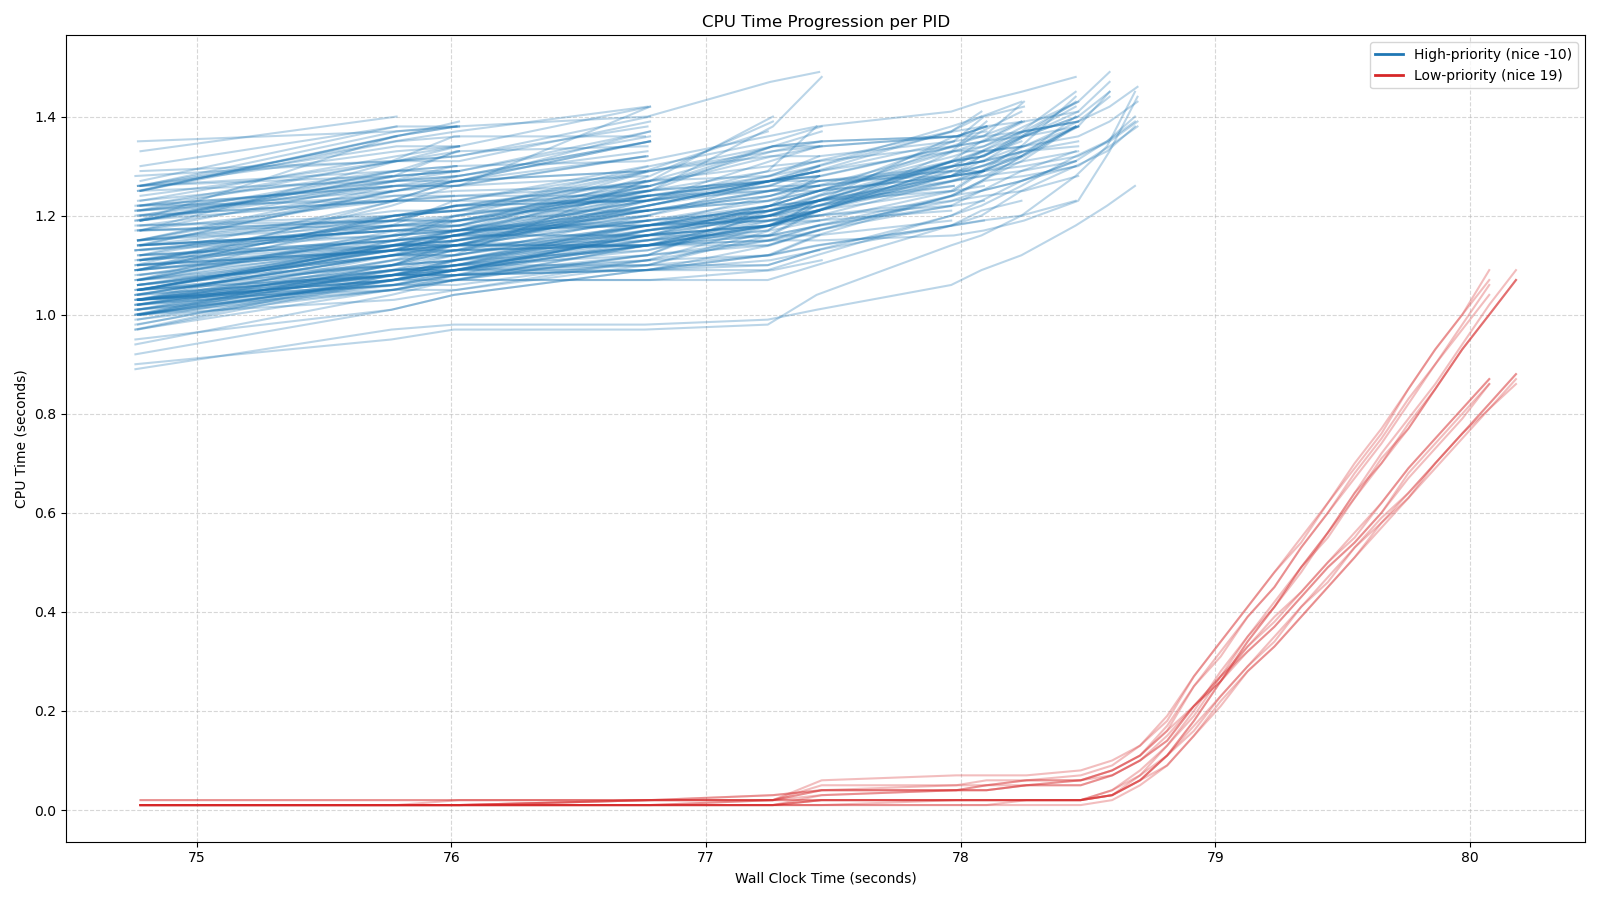 CPU Time Progression per PID
High-priority (nice -10)
Low-priority (nice 19)
CPU Time (seconds)
1.4
1.2
1.0
0.8
0.6
0.4
0.2
0.0
75 76 77 78 79 80
Wall Clock Time (seconds)